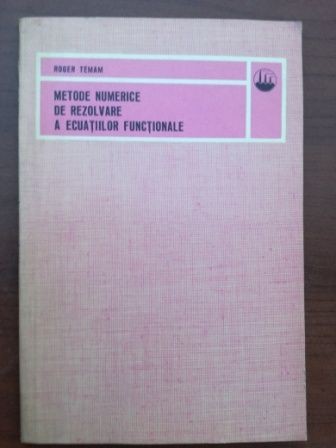 ROGER TEMAM
METODE NUMERICE
DE REZOLVARE
A ECUAȚIILOR FUNCȚIONALE